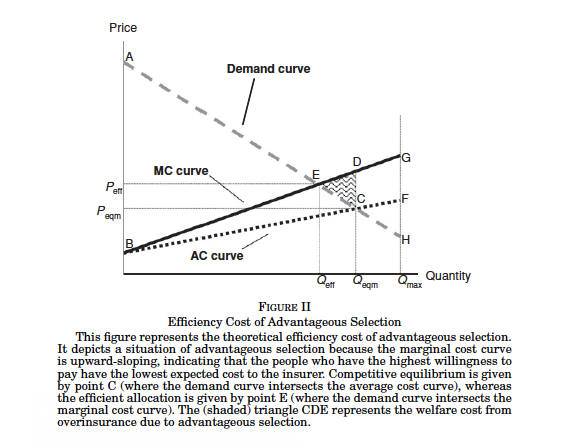 Price
A
Demand curve
D
G
MC curve
E
P_eff
C
F
P_eqm
B
H
AC curve
Q_eff Q_eqm Q_max Quantity
FIGURE II
Efficiency Cost of Advantageous Selection
This figure represents the theoretical efficiency cost of advantageous selection.
It depicts a situation of advantageous selection because the marginal cost curve
is upward-sloping, indicating that the people who have the highest willingness to
pay have the lowest expected cost to the insurer. Competitive equilibrium is given
by point C (where the demand curve intersects the average cost curve), whereas
the efficient allocation is given by point E (where the demand curve intersects the
marginal cost curve). The (shaded) triangle CDE represents the welfare cost from
overinsurance due to advantageous selection.